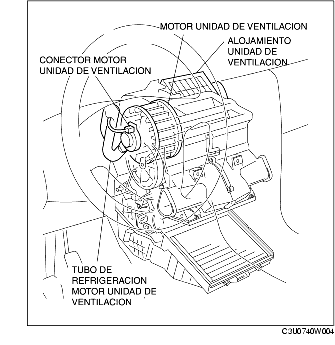 MOTOR UNIDAD DE VENTILACION
ALOJAMIENTO
UNIDAD DE
VENTILACION
CONECTOR MOTOR
UNIDAD DE VENTILACION
TUBO DE
REFRIGERACION
MOTOR UNIDAD DE
VENTILACION
C3U0740W004